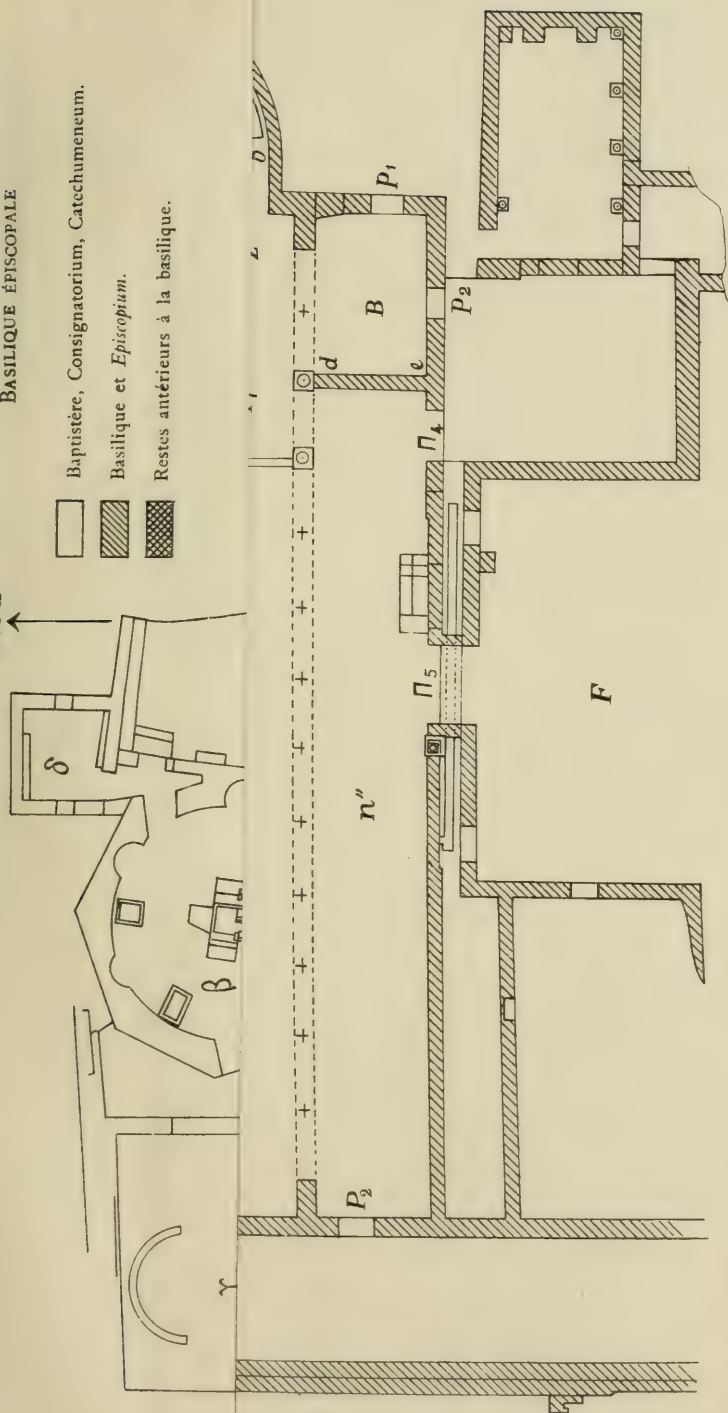 BASILIQUE ÉPISCOPALE
Baptistère, Consignatorium, Catechumeneum.
Basilique et Episcopium.
Restes antérieurs à la basilique.
δ
β
γ
d
B
P1
e
P2
Π4
n″
Π5
P2
F